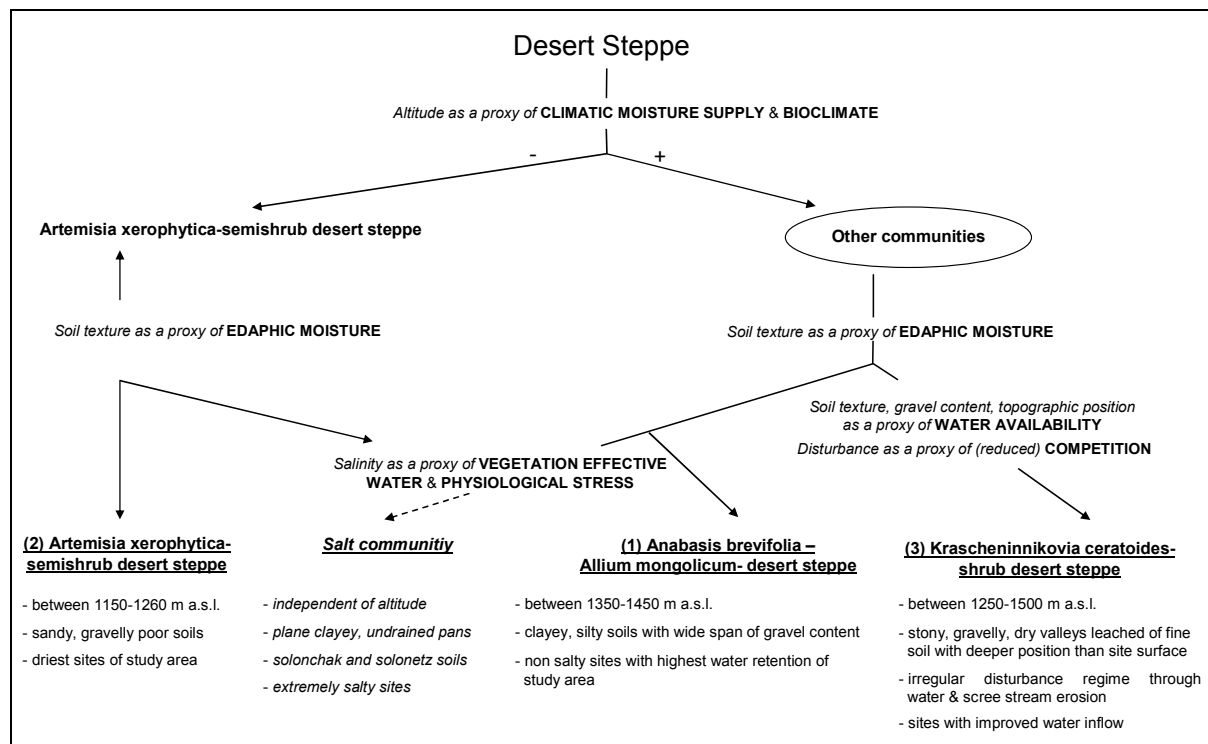 Desert Steppe
Altitude as a proxy of CLIMATIC MOISTURE SUPPLY & BIOCLIMATE
- +
Artemisia xerophytica-semishrub desert steppe
Other communities
Soil texture as a proxy of EDAPHIC MOISTURE
Soil texture as a proxy of EDAPHIC MOISTURE
Soil texture, gravel content, topographic position
as a proxy of WATER AVAILABILITY
Disturbance as a proxy of (reduced) COMPETITION
Salinity as a proxy of VEGETATION EFFECTIVE
WATER & PHYSIOLOGICAL STRESS
(2) Artemisia xerophytica-
semishrub desert steppe
- between 1150-1260 m a.s.l.
- sandy, gravelly poor soils
- driest sites of study area
Salt communitiy
- independent of altitude
- plane clayey, undrained pans
- solonchak and solonetz soils
- extremely salty sites
(1) Anabasis brevifolia –
Allium mongolicum- desert steppe
- between 1350-1450 m a.s.l.
- clayey, silty soils with wide span of gravel content
- non salty sites with highest water retention of
study area
(3) Krascheninnikovia ceratoides-
shrub desert steppe
- between 1250-1500 m a.s.l.
- stony, gravelly, dry valleys leached of fine
soil with deeper position than site surface
- irregular disturbance regime through
water & scree stream erosion
- sites with improved water inflow